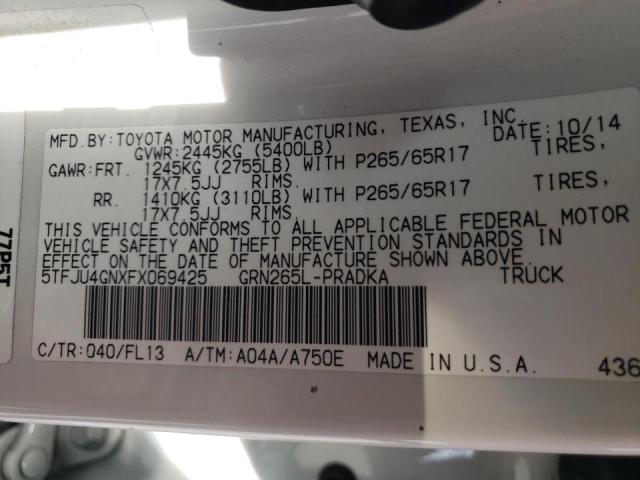 MFD. BY: TOYOTA MOTOR MANUFACTURING, TEXAS, INC.
DATE: 10/14
GVWR: 2445KG (5400LB)
GAWR: FRT. 1245KG (2755LB) WITH P265/65R17 TIRES,
17X7.5JJ RIMS.
RR. 1410KG (3110LB) WITH P265/65R17 TIRES,
17X7.5JJ RIMS.
THIS VEHICLE CONFORMS TO ALL APPLICABLE FEDERAL MOTOR
VEHICLE SAFETY AND THEFT PREVENTION STANDARDS IN
EFFECT ON THE DATE OF MANUFACTURE SHOWN ABOVE.
5TFJU4GNXFX069425 GRN265L-PRADKA TRUCK
C/TR: 040/FL13 A/TM: A04A/A750E MADE IN U.S.A.
436
77P5T